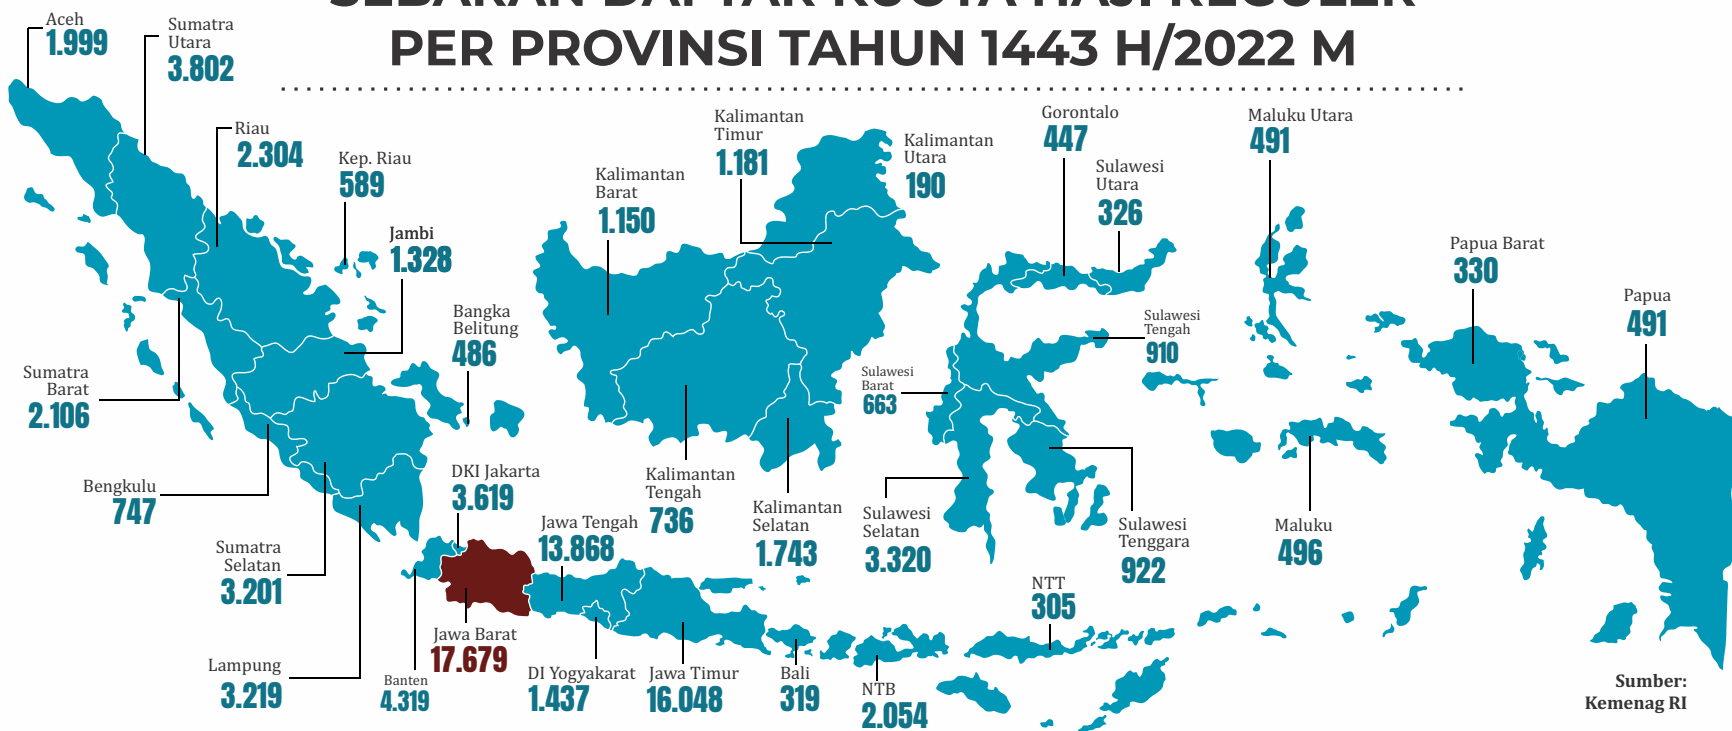 SEBARAN DAFTAR KUOTA HAJI REGULER
PER PROVINSI TAHUN 1443 H/2022 M
Aceh
1.999
Sumatra
Utara
3.802
Riau
2.304
Kep. Riau
589
Jambi
1.328
Bangka
Belitung
486
Sumatra
Barat
2.106
Bengkulu
747
Sumatra
Selatan
3.201
Lampung
3.219
DKI Jakarta
3.619
Banten
4.319
Jawa Barat
17.679
Jawa Tengah
13.868
DI Yogyakarat
1.437
Jawa Timur
16.048
Bali
319
NTB
2.054
NTT
305
Kalimantan
Barat
1.150
Kalimantan
Timur
1.181
Kalimantan
Utara
190
Kalimantan
Tengah
736
Kalimantan
Selatan
1.743
Gorontalo
447
Sulawesi
Utara
326
Sulawesi
Tengah
910
Sulawesi
Barat
663
Sulawesi
Selatan
3.320
Sulawesi
Tenggara
922
Maluku Utara
491
Maluku
496
Papua Barat
330
Papua
491
Sumber:
Kemenag RI